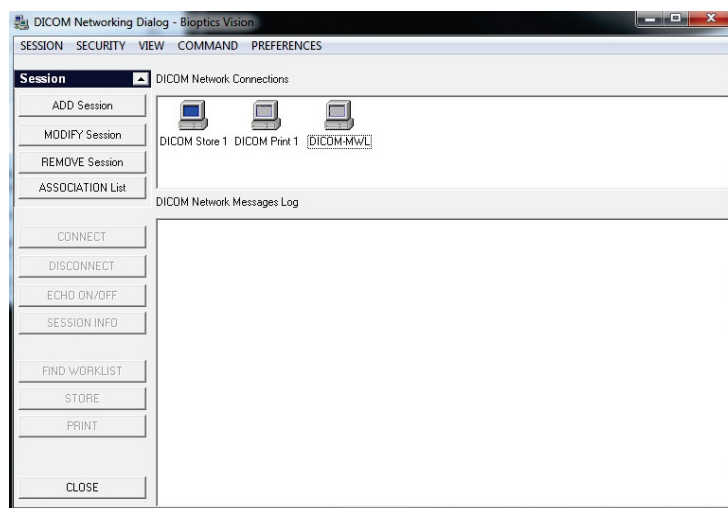 DICOM Networking Dialog - Bioptics Vision
SESSION SECURITY VIEW COMMAND PREFERENCES
Session
ADD Session
MODIFY Session
REMOVE Session
ASSOCIATION List
CONNECT
DISCONNECT
ECHO ON/OFF
SESSION INFO
FIND WORKLIST
STORE
PRINT
CLOSE
DICOM Network Connections
DICOM Store 1 DICOM Print 1 DICOM-MWL
DICOM Network Messages Log